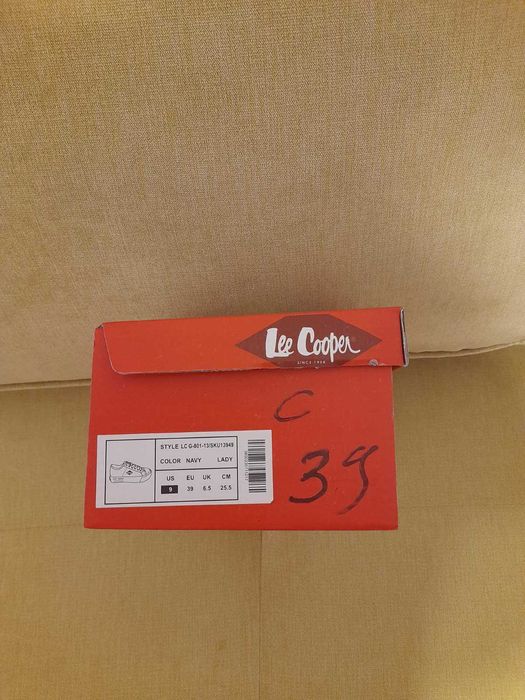 Lee Cooper
SINCE 1908
C
39
STYLE LC G-801-13/SKU13949
COLOR NAVY LADY
US EU UK CM
9 39 6.5 25.5